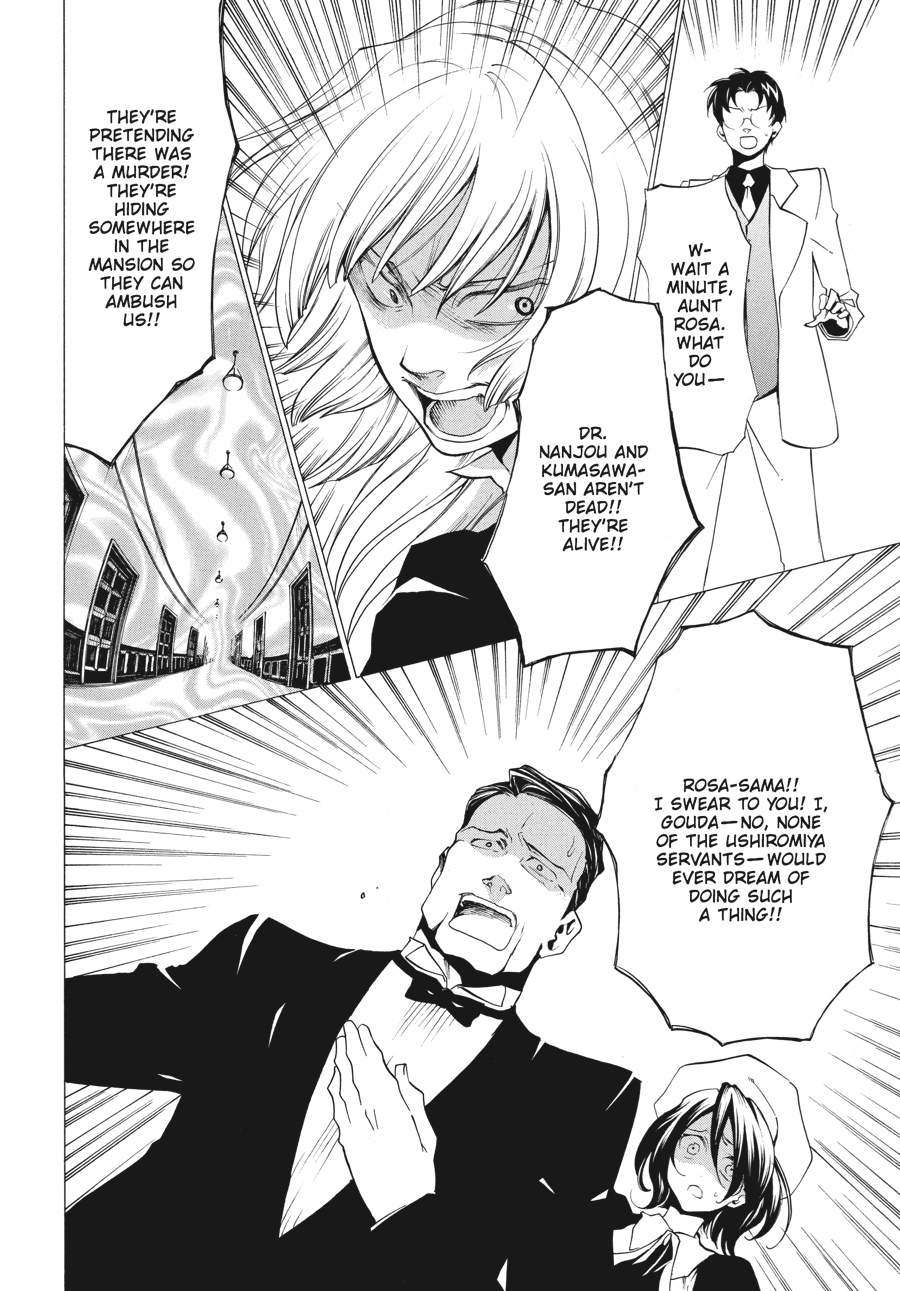 W-
WAIT A
MINUTE,
AUNT
ROSA.
WHAT
DO
YOU—
DR.
NANJOU AND
KUMASAWA-
SAN AREN'T
DEAD!!
THEY'RE
ALIVE!!
THEY'RE
PRETENDING
THERE WAS
A MURDER!
THEY'RE
HIDING
SOMEWHERE
IN THE
MANSION SO
THEY CAN
AMBUSH
US!!
ROSA-SAMA!!
I SWEAR TO YOU! I,
GOUDA—NO, NONE
OF THE USHIROMIYA
SERVANTS—WOULD
EVER DREAM OF
DOING SUCH
A THING!!